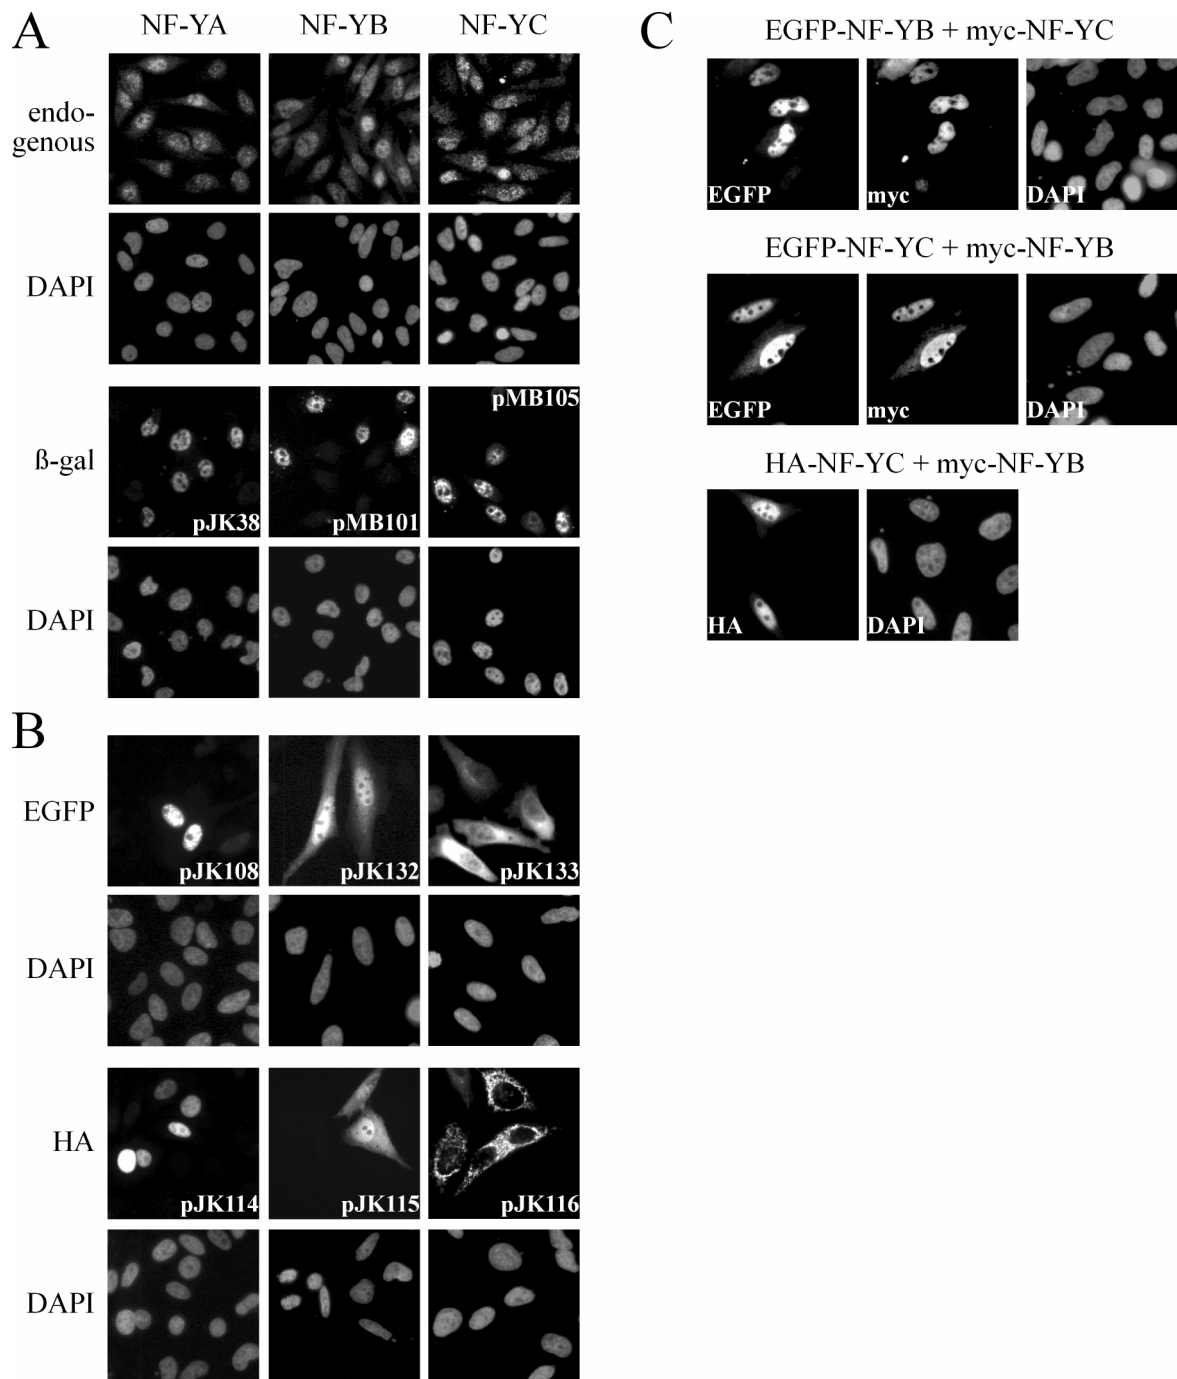 A
NF-YA NF-YB NF-YC
endo-
genous
DAPI
ß-gal
pJK38 pMB101 pMB105
DAPI
B
EGFP
pJK108 pJK132 pJK133
DAPI
HA
pJK114 pJK115 pJK116
DAPI
C
EGFP-NF-YB + myc-NF-YC
EGFP myc DAPI
EGFP-NF-YC + myc-NF-YB
EGFP myc DAPI
HA-NF-YC + myc-NF-YB
HA DAPI